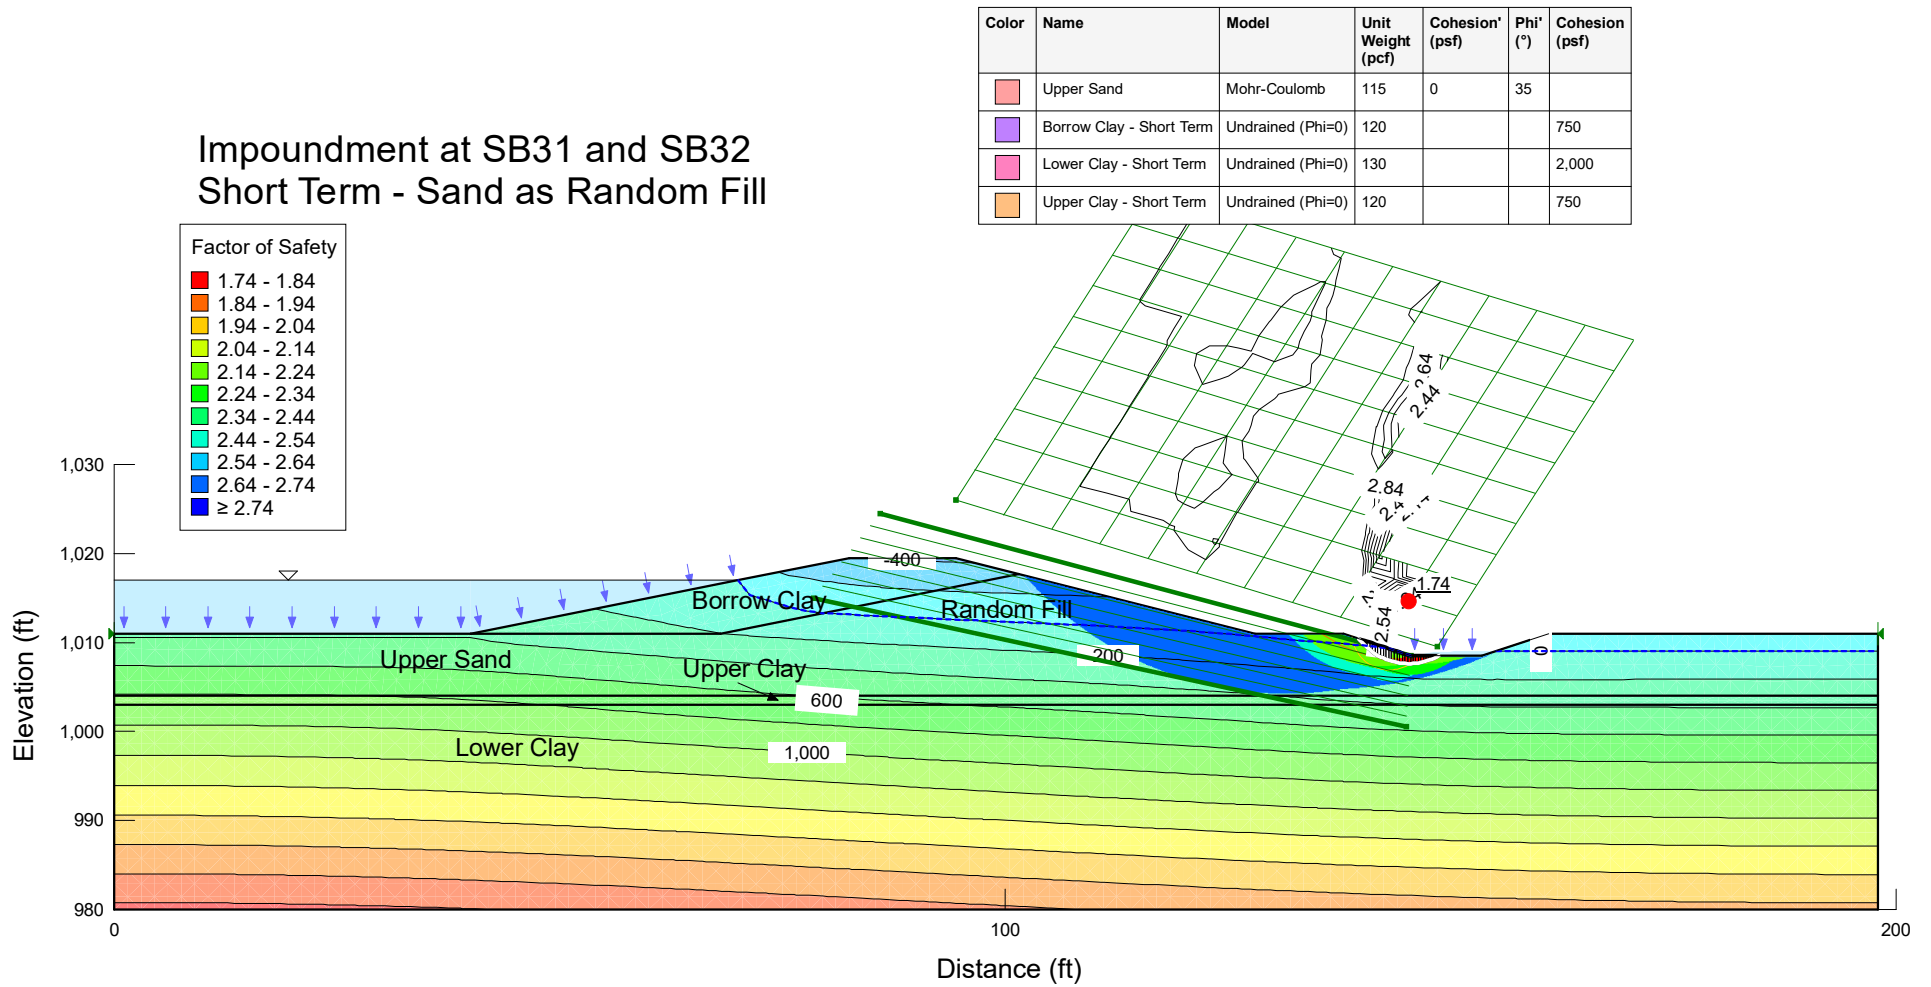 Color Name Model Unit Weight (pcf) Cohesion' (psf) Phi' (°) Cohesion (psf)
Upper Sand Mohr-Coulomb 115 0 35
Borrow Clay - Short Term Undrained (Phi=0) 120 750
Lower Clay - Short Term Undrained (Phi=0) 130 2,000
Upper Clay - Short Term Undrained (Phi=0) 120 750
Impoundment at SB31 and SB32
Short Term - Sand as Random Fill
Factor of Safety
1.74 - 1.84
1.84 - 1.94
1.94 - 2.04
2.04 - 2.14
2.14 - 2.24
2.24 - 2.34
2.34 - 2.44
2.44 - 2.54
2.54 - 2.64
2.64 - 2.74
≥ 2.74
2.64
2.44
2.84
1.74
2.54
1,030
1,020
1,010
1,000
990
980
Elevation (ft)
-400
Borrow Clay
Random Fill
200
0
Upper Sand
Upper Clay
600
Lower Clay
1,000
0
100
200
Distance (ft)